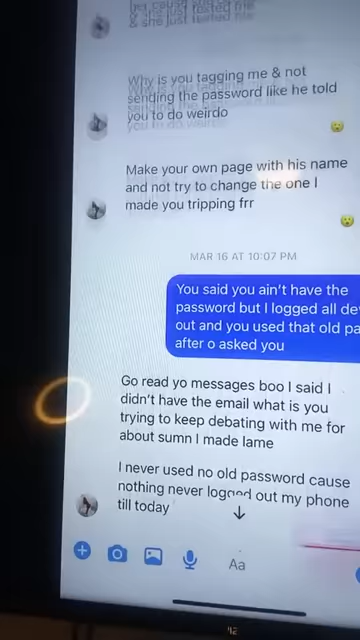 & she just texted me
Why is you tagging me & not
sending the password like he told
you to do weirdo
Make your own page with his name
and not try to change the one I
made you tripping frr
MAR 16 AT 10:07 PM
You said you ain't have the
password but I logged all de
out and you used that old pa
after o asked you
Go read yo messages boo I said I
didn't have the email what is you
trying to keep debating with me for
about sumn I made lame
I never used no old password cause
nothing never logged out my phone
till today
Aa